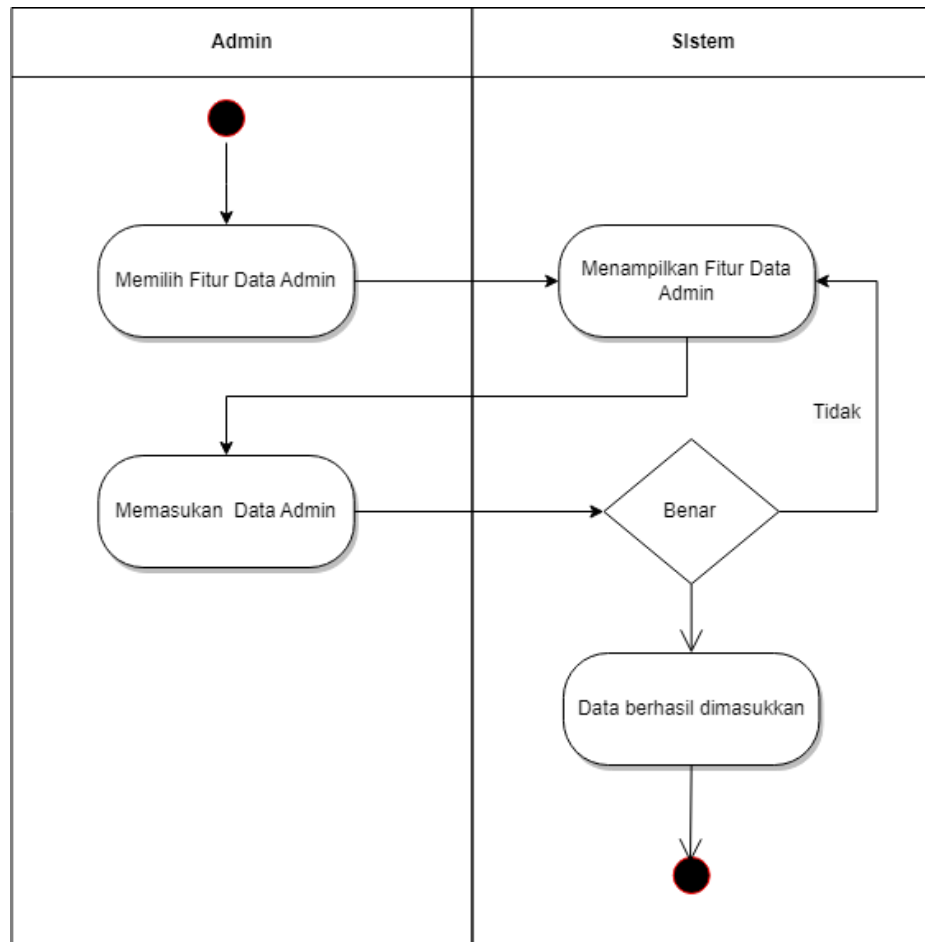 Admin
SIstem
Memilih Fitur Data Admin
Menampilkan Fitur Data
Admin
Tidak
Memasukan  Data Admin
Benar
Data berhasil dimasukkan